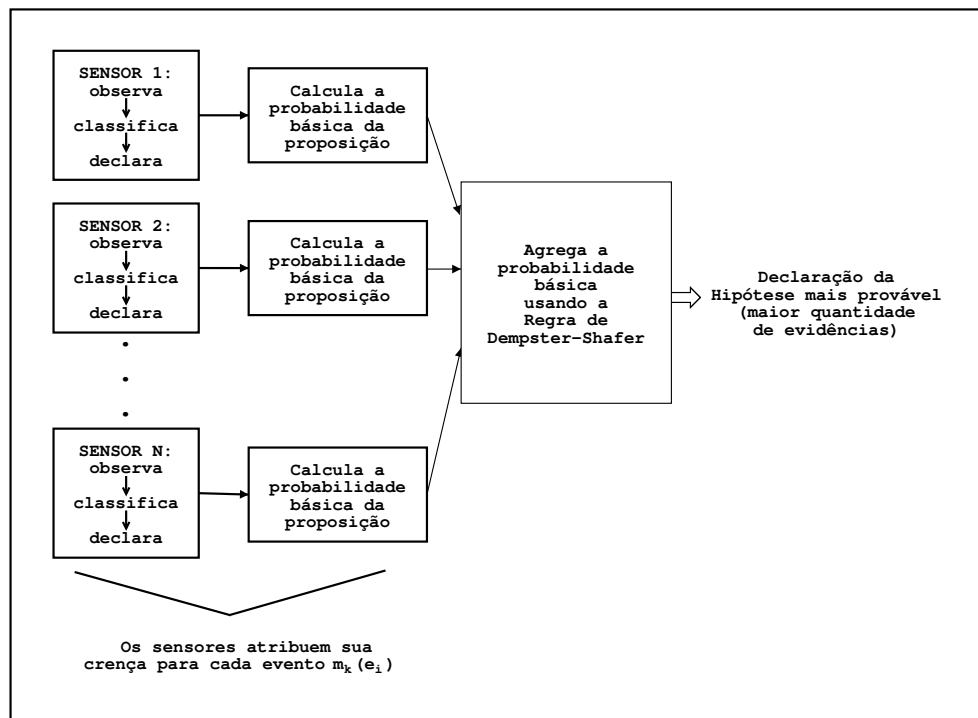 SENSOR 1:
observa
classifica
declara
Calcula a
probabilidade
básica da
proposição
SENSOR 2:
observa
classifica
declara
Calcula a
probabilidade
básica da
proposição
SENSOR N:
observa
classifica
declara
Calcula a
probabilidade
básica da
proposição
Agrega a
probabilidade
básica
usando a
Regra de
Dempster-Shafer
Declaração da
Hipótese mais provável
(maior quantidade
de evidências)
Os sensores atribuem sua
crença para cada evento mₖ(eᵢ)